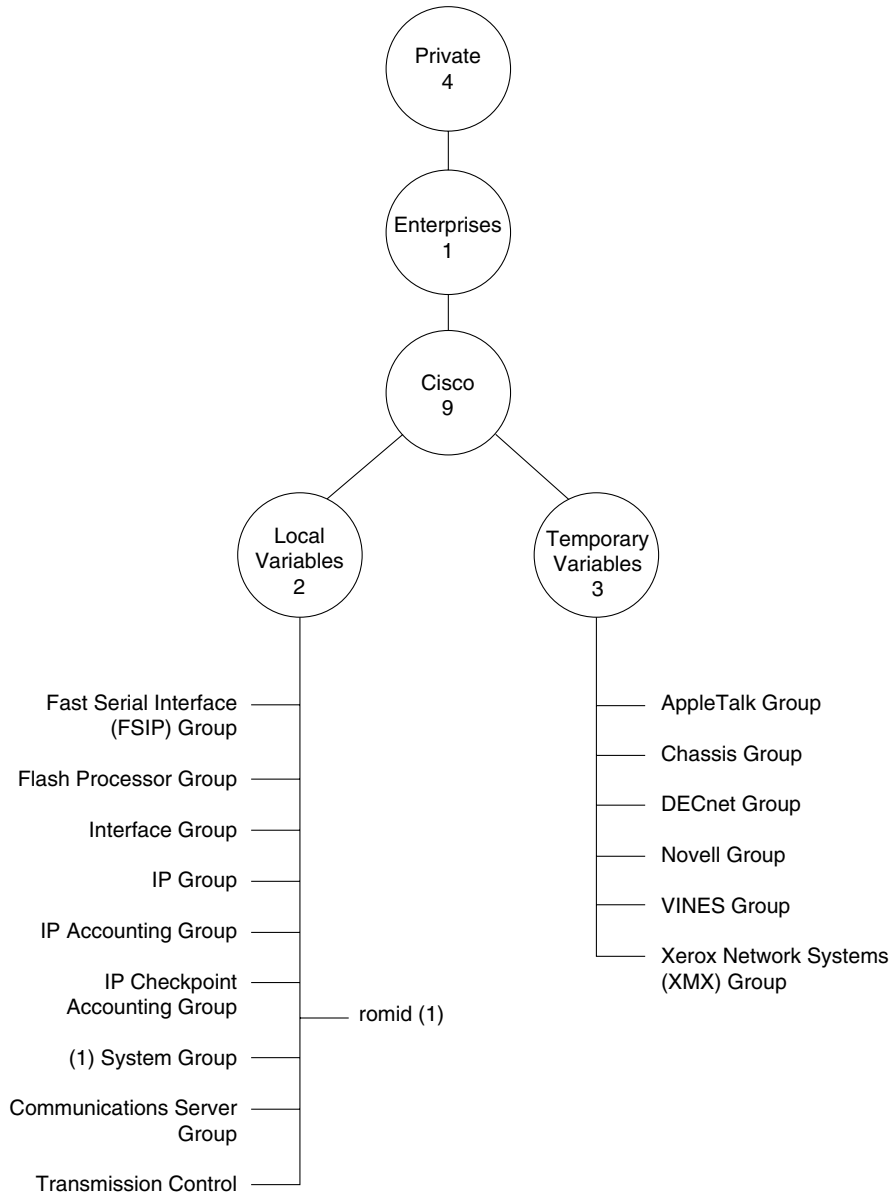 Private
4
Enterprises
1
Cisco
9
Local
Variables
2
Temporary
Variables
3
Fast Serial Interface
(FSIP) Group
Flash Processor Group
Interface Group
IP Group
IP Accounting Group
IP Checkpoint
Accounting Group
romid (1)
(1) System Group
Communications Server
Group
Transmission Control
AppleTalk Group
Chassis Group
DECnet Group
Novell Group
VINES Group
Xerox Network Systems
(XMX) Group